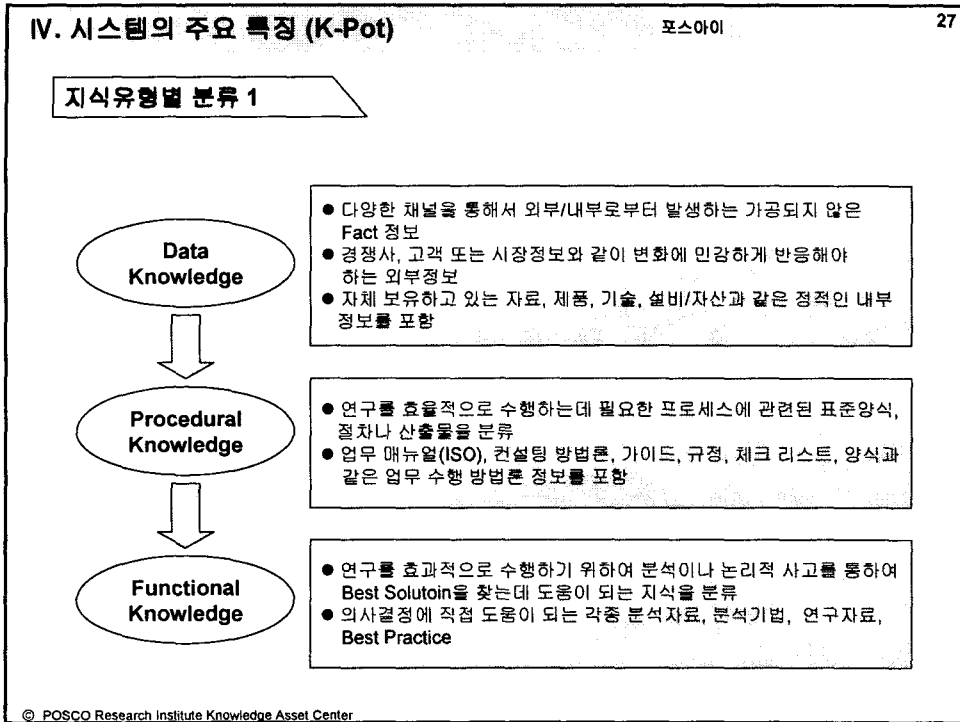 Ⅳ. 시스템의 주요 특징 (K-Pot)
포스아이
27
지식유형별 분류 1
Data
Knowledge
● 다양한 채널을 통해서 외부/내부로부터 발생하는 가공되지 않은
Fact 정보
● 경쟁사, 고객 또는 시장정보와 같이 변화에 민감하게 반응해야
하는 외부정보
● 자체 보유하고 있는 자료, 제품, 기술, 설비/자산과 같은 정적인 내부
정보를 포함
Procedural
Knowledge
● 연구를 효율적으로 수행하는데 필요한 프로세스에 관련된 표준양식,
절차나 산출물을 분류
● 업무 매뉴얼(ISO), 컨설팅 방법론, 가이드, 규정, 체크 리스트, 양식과
같은 업무 수행 방법론 정보를 포함
Functional
Knowledge
● 연구를 효과적으로 수행하기 위하여 분석이나 논리적 사고를 통하여
Best Solutoin을 찾는데 도움이 되는 지식을 분류
● 의사결정에 직접 도움이 되는 각종 분석자료, 분석기법, 연구자료,
Best Practice
© POSCO Research Institute Knowledge Asset Center